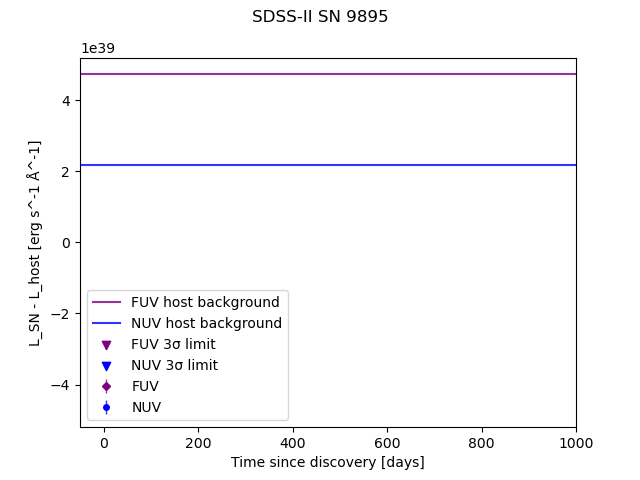 SDSS-II SN 9895
1e39
L_SN - L_host [erg s^-1 Å^-1]
4
2
0
−2
−4
FUV host background
NUV host background
FUV 3σ limit
NUV 3σ limit
FUV
NUV
0 200 400 600 800 1000
Time since discovery [days]